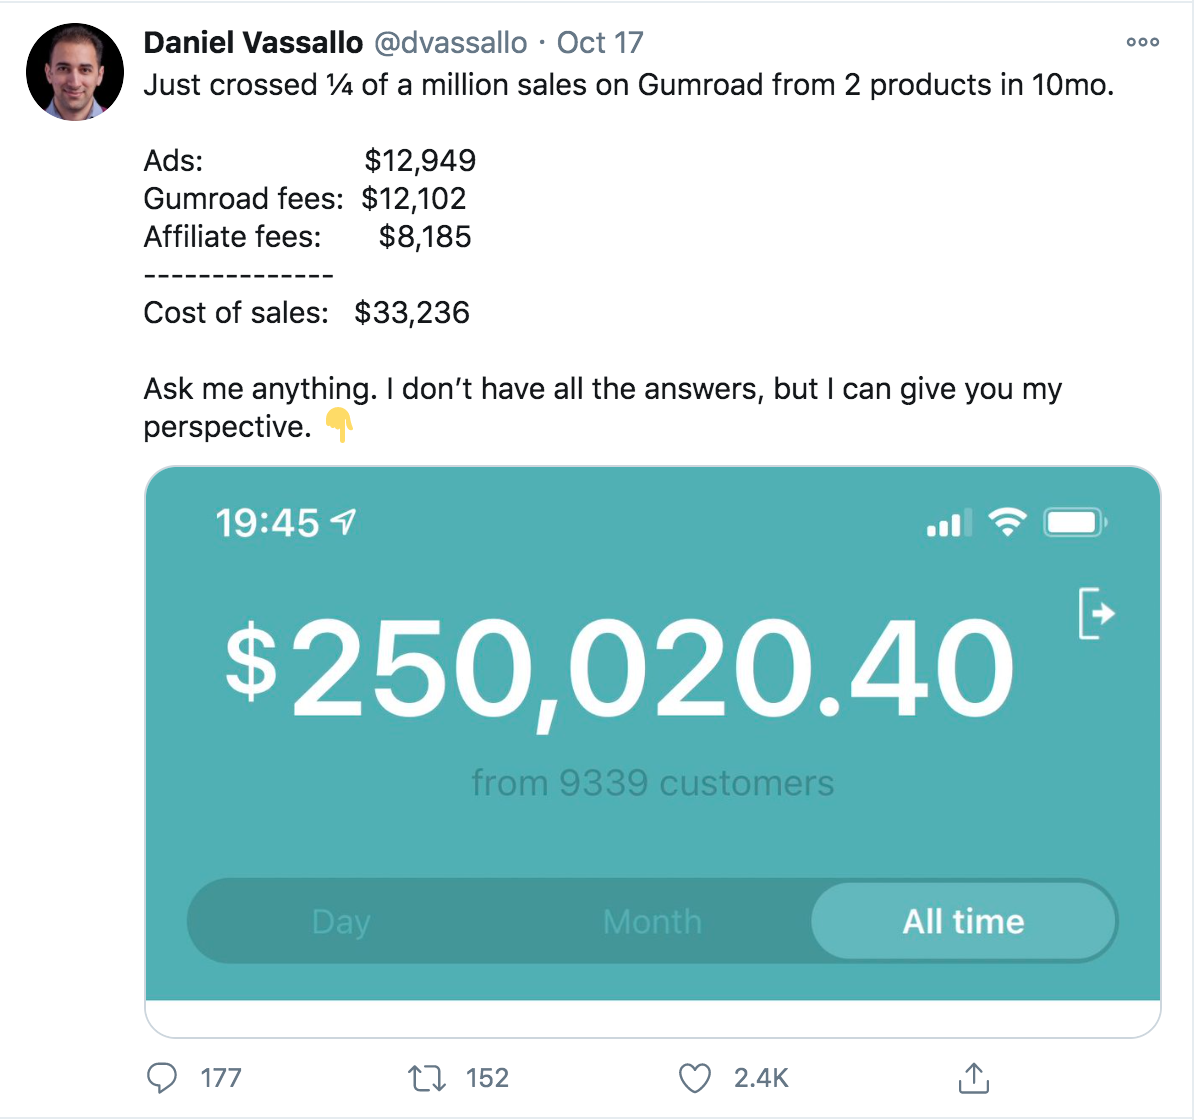 Daniel Vassallo @dvassallo · Oct 17
Just crossed ¼ of a million sales on Gumroad from 2 products in 10mo.
Ads: $12,949
Gumroad fees: $12,102
Affiliate fees: $8,185
--------------
Cost of sales: $33,236
Ask me anything. I don’t have all the answers, but I can give you my
perspective. 👇
19:45
$250,020.40
from 9339 customers
Day Month All time
177 152 2.4K